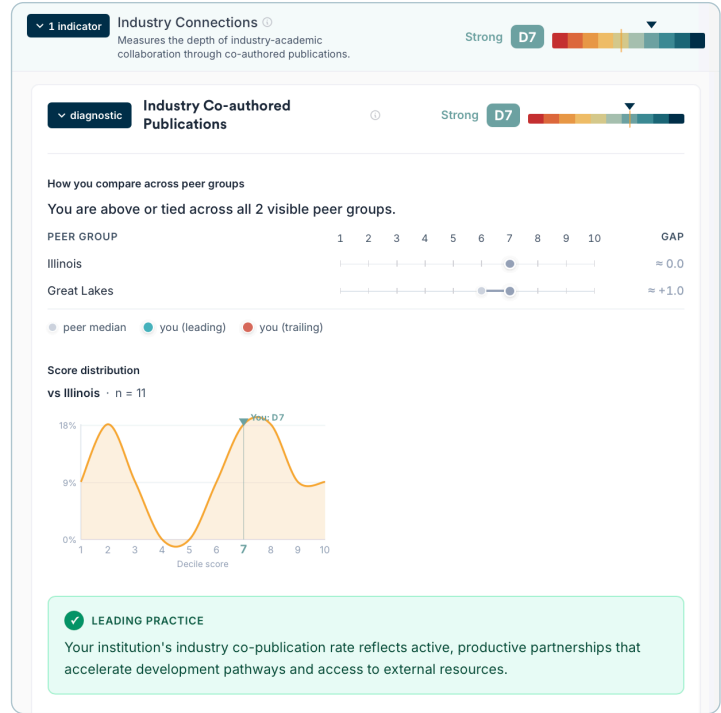 1 indicator
Industry Connections
Measures the depth of industry-academic
collaboration through co-authored publications.
Strong D7
diagnostic
Industry Co-authored
Publications
Strong D7
How you compare across peer groups
You are above or tied across all 2 visible peer groups.
PEER GROUP 1 2 3 4 5 6 7 8 9 10 GAP
Illinois ≈ 0.0
Great Lakes ≈ +1.0
peer median you (leading) you (trailing)
Score distribution
vs Illinois · n = 11
You: D7
18%
9%
0%
1 2 3 4 5 6 7 8 9 10
Decile score
LEADING PRACTICE
Your institution's industry co-publication rate reflects active, productive partnerships that
accelerate development pathways and access to external resources.